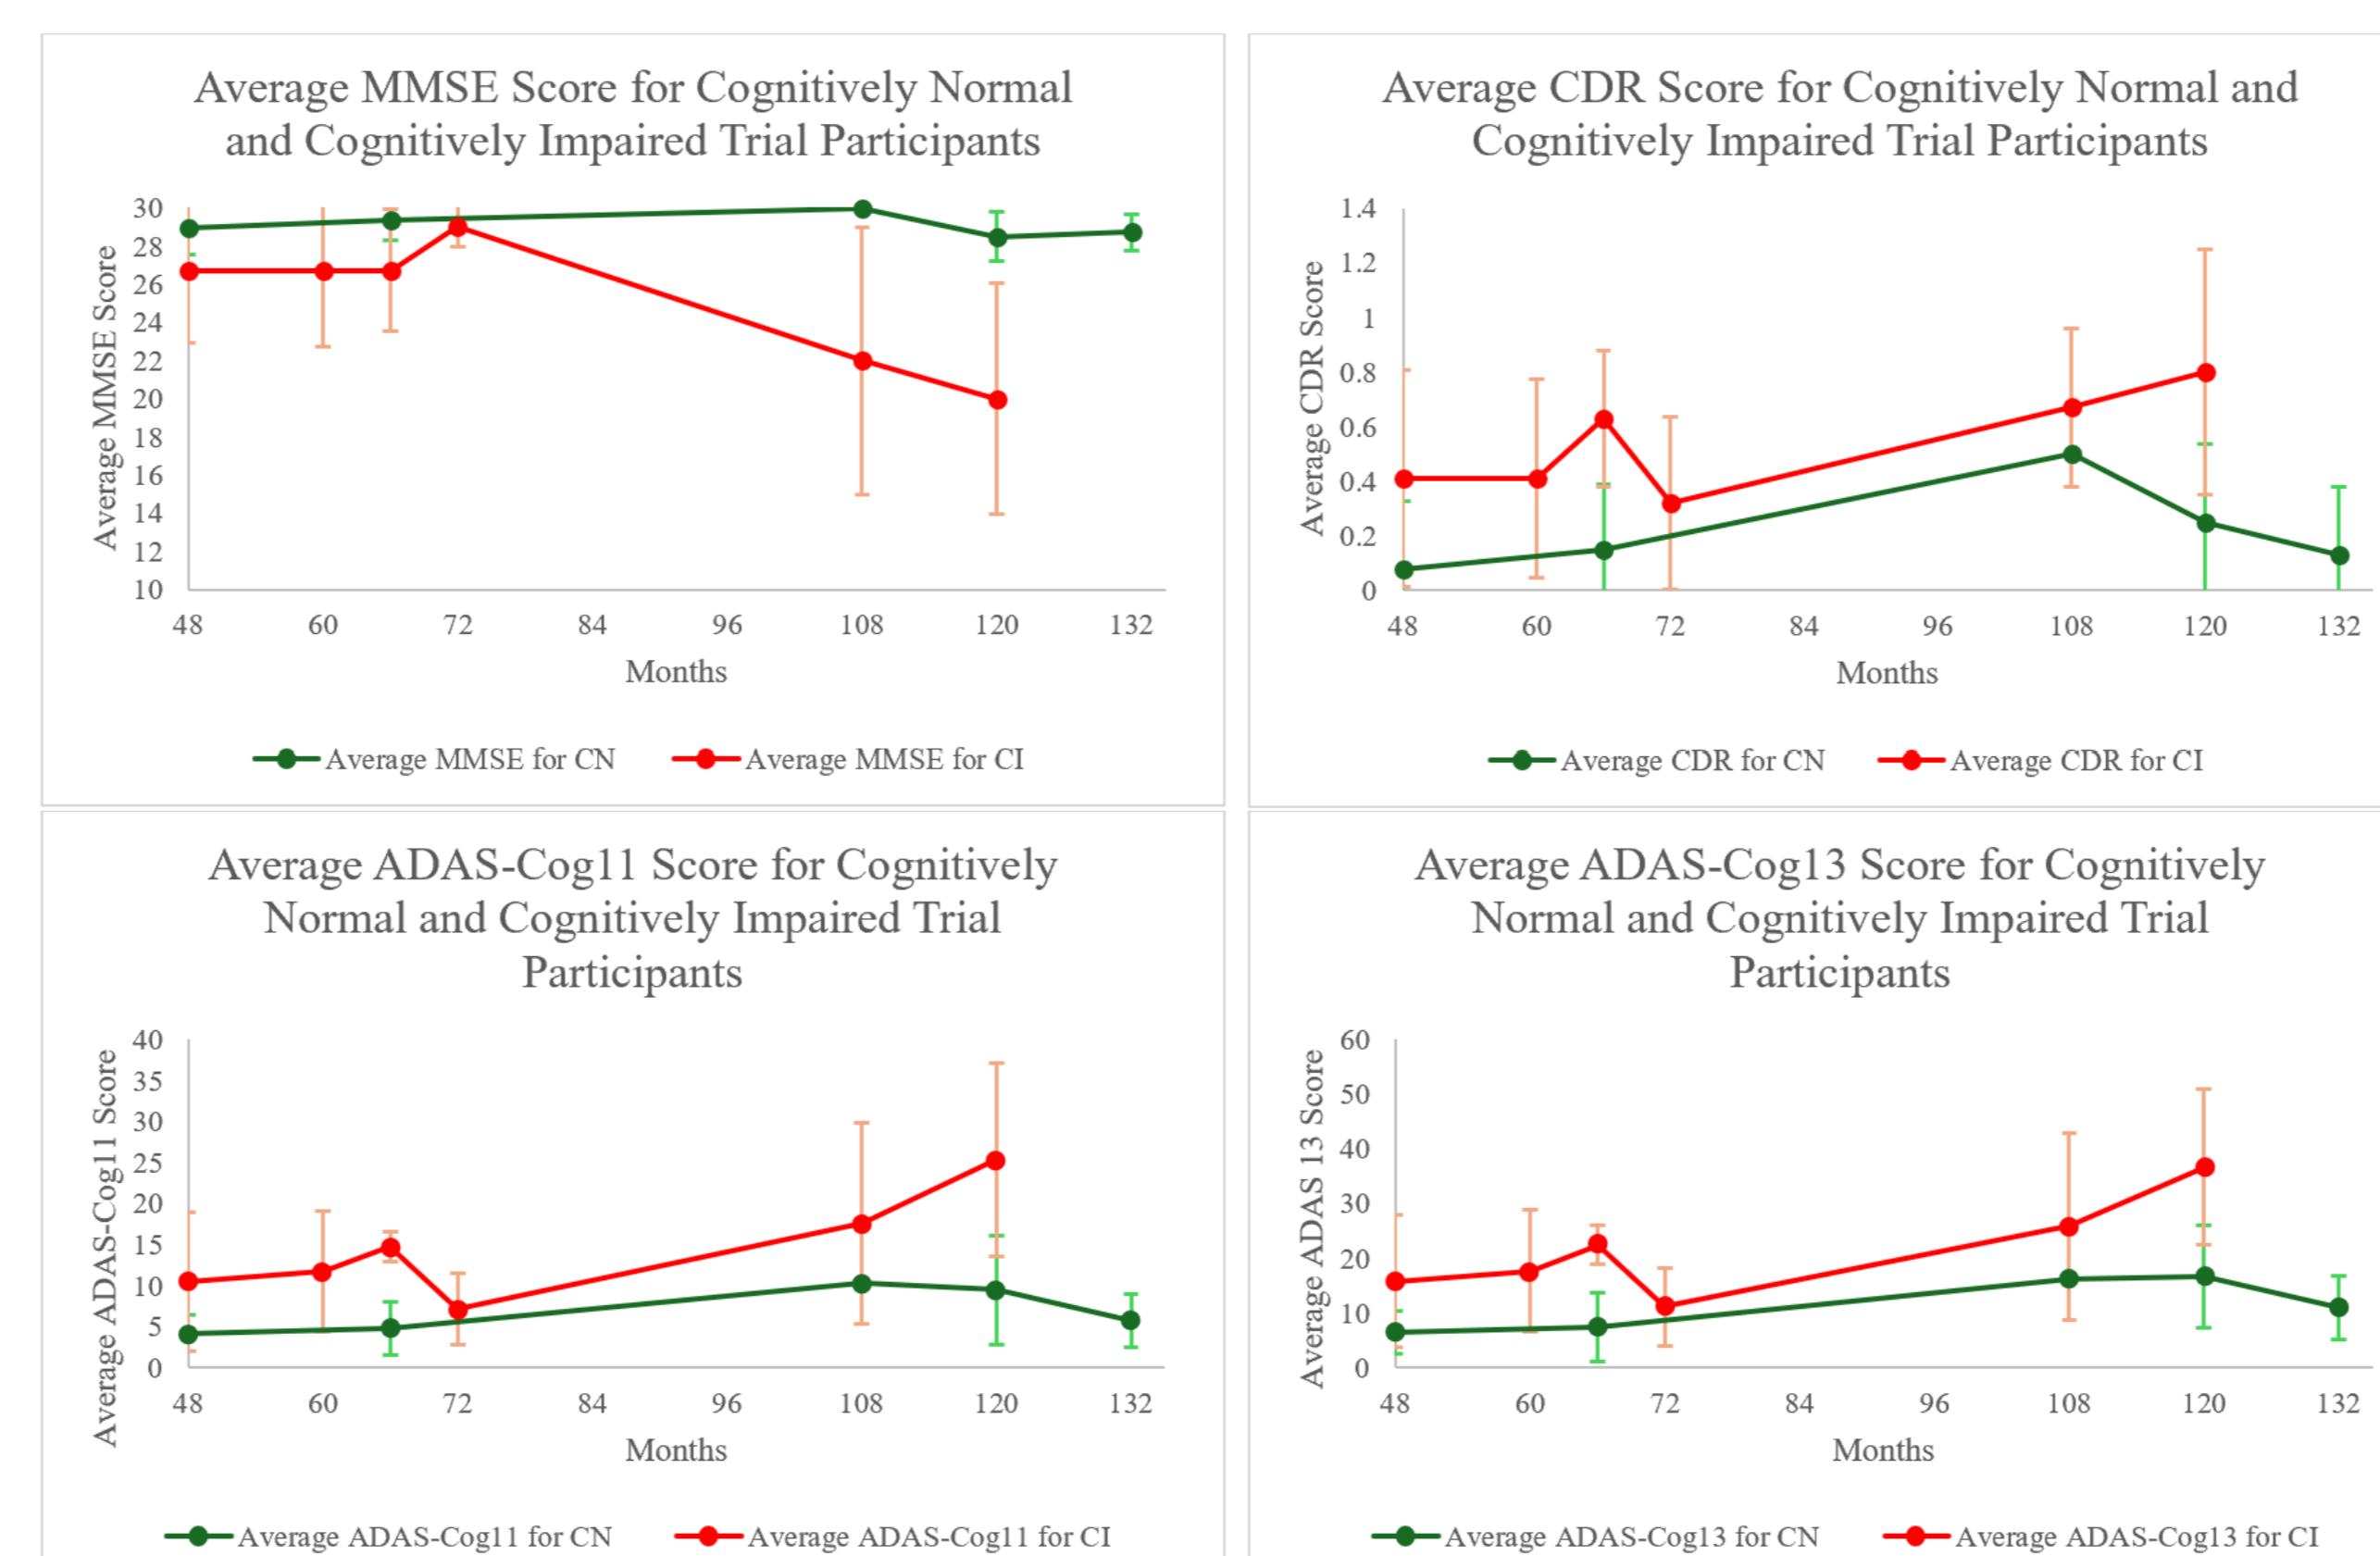 Average MMSE Score for Cognitively Normal
and Cognitively Impaired Trial Participants
Average MMSE Score
30
28
26
24
22
20
18
16
14
12
10
48 60 72 84 96 108 120 132
Months
Average MMSE for CN Average MMSE for CI
Average CDR Score for Cognitively Normal and
Cognitively Impaired Trial Participants
Average CDR Score
1.4
1.2
1
0.8
0.6
0.4
0.2
0
48 60 72 84 96 108 120 132
Months
Average CDR for CN Average CDR for CI
Average ADAS-Cog11 Score for Cognitively
Normal and Cognitively Impaired Trial
Participants
Average ADAS-Cog11 Score
40
35
30
25
20
15
10
5
0
48 60 72 84 96 108 120 132
Months
Average ADAS-Cog11 for CN Average ADAS-Cog11 for CI
Average ADAS-Cog13 Score for Cognitively
Normal and Cognitively Impaired Trial
Participants
Average ADAS 13 Score
60
50
40
30
20
10
0
48 60 72 84 96 108 120 132
Months
Average ADAS-Cog13 for CN Average ADAS-Cog13 for CI